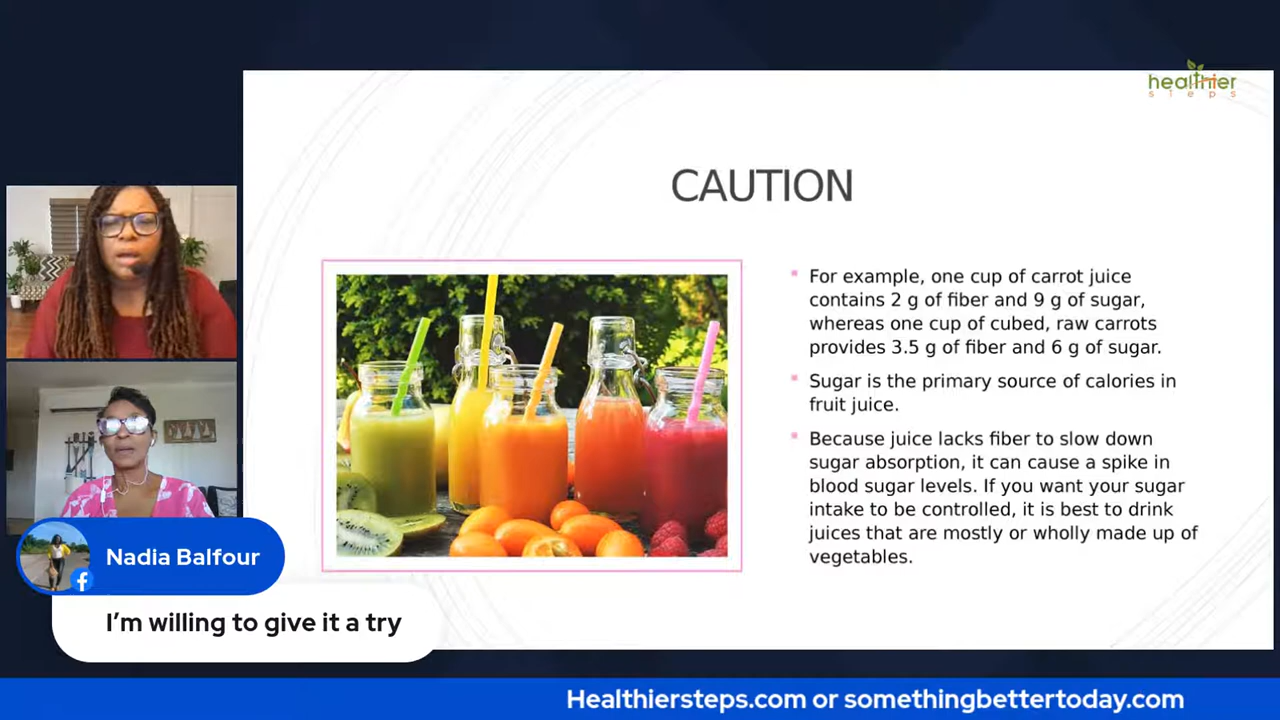 healthier
steps
CAUTION
For example, one cup of carrot juice
contains 2 g of fiber and 9 g of sugar,
whereas one cup of cubed, raw carrots
provides 3.5 g of fiber and 6 g of sugar.
Sugar is the primary source of calories in
fruit juice.
Because juice lacks fiber to slow down
sugar absorption, it can cause a spike in
blood sugar levels. If you want your sugar
intake to be controlled, it is best to drink
juices that are mostly or wholly made up of
vegetables.
Nadia Balfour
I’m willing to give it a try
Healthiersteps.com or somethingbettertoday.com